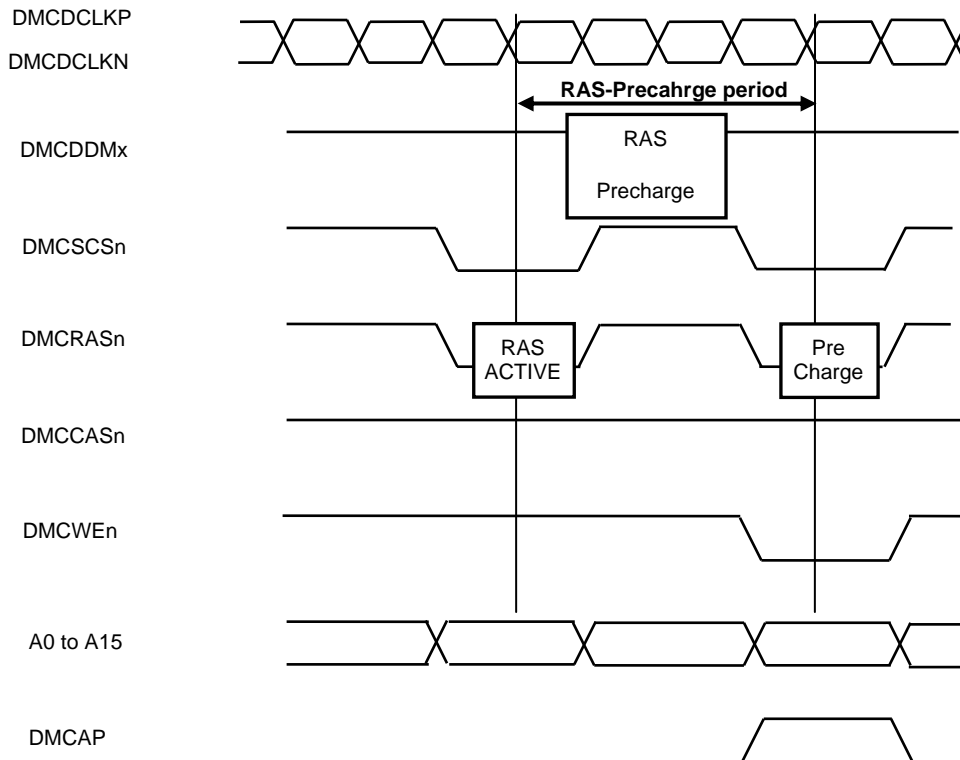 DMCDCLKP
DMCDCLKN
RAS-Precahrge period
DMCDDMx
RAS
Precharge
DMCSCSn
DMCRASn
RAS
ACTIVE
Pre
Charge
DMCCASn
DMCWEn
A0 to A15
DMCAP